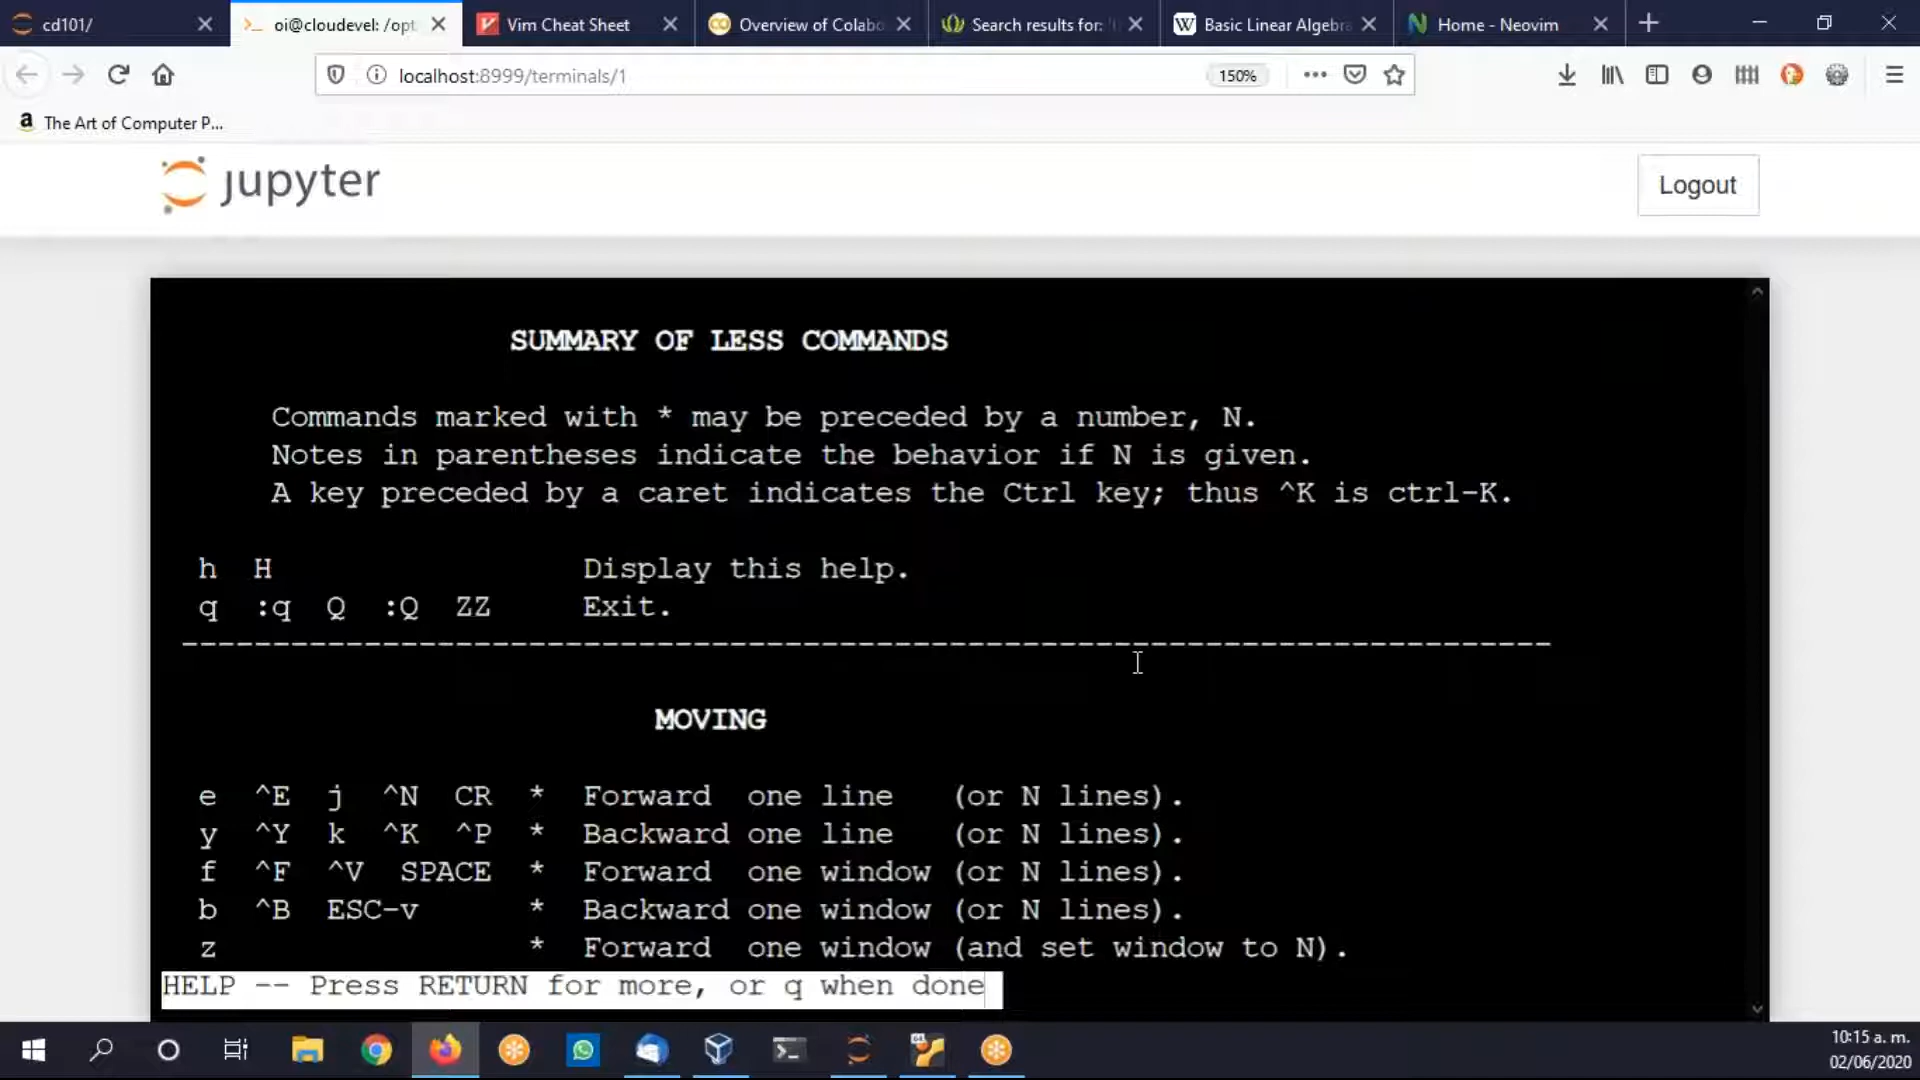 cd101/
oi@cloudevel: /opt
Vim Cheat Sheet
Overview of Colabo
Search results for:
Basic Linear Algebra
Home - Neovim
localhost:8999/terminals/1
150%
a The Art of Computer P...
jupyter
Logout
SUMMARY OF LESS COMMANDS
Commands marked with * may be preceded by a number, N.
Notes in parentheses indicate the behavior if N is given.
A key preceded by a caret indicates the Ctrl key; thus ^K is ctrl-K.
h H Display this help.
q :q Q :Q ZZ Exit.
---------------------------------------------------------------------------
MOVING
e ^E j ^N CR * Forward one line (or N lines).
y ^Y k ^K ^P * Backward one line (or N lines).
f ^F ^V SPACE * Forward one window (or N lines).
b ^B ESC-v * Backward one window (or N lines).
z * Forward one window (and set window to N).
HELP -- Press RETURN for more, or q when done
10:15 a. m.
02/06/2020